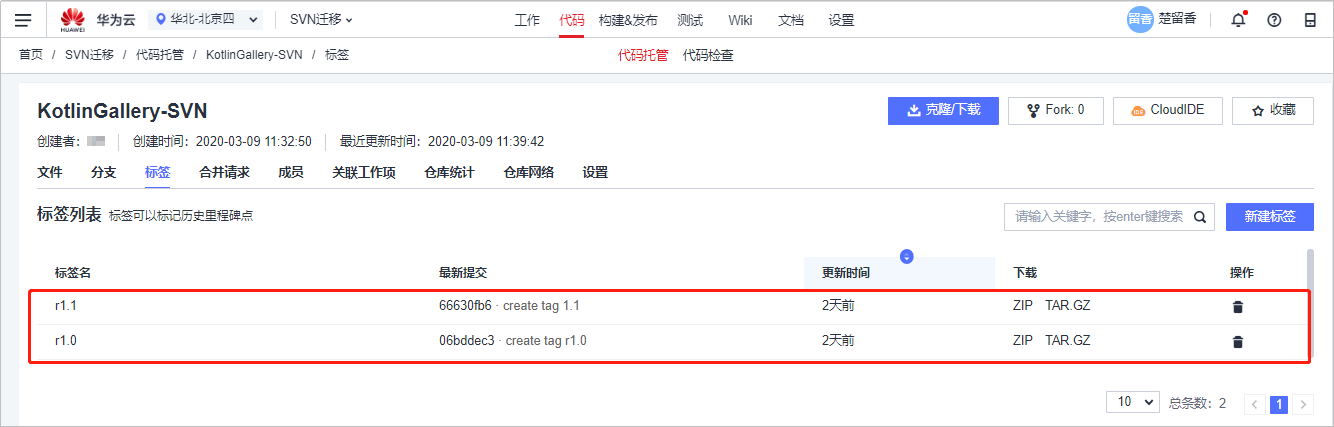 HUAWEI 华为云 华北-北京四 SVN迁移 工作 代码 构建&发布 测试 Wiki 文档 设置 留香 楚留香
首页 / SVN迁移 / 代码托管 / KotlinGallery-SVN / 标签 代码托管 代码检查
KotlinGallery-SVN 克隆/下载 Fork: 0 CloudIDE 收藏
创建者: 创建时间: 2020-03-09 11:32:50 最近更新时间: 2020-03-09 11:39:42
文件 分支 标签 合并请求 成员 关联工作项 仓库统计 仓库网络 设置
标签列表 标签可以标记历史里程碑点 请输入关键字，按enter键搜索 新建标签
标签名 最新提交 更新时间 下载 操作
r1.1 66630fb6 · create tag 1.1 2天前 ZIP TAR.GZ
r1.0 06bddec3 · create tag r1.0 2天前 ZIP TAR.GZ
10 总条数: 2 1